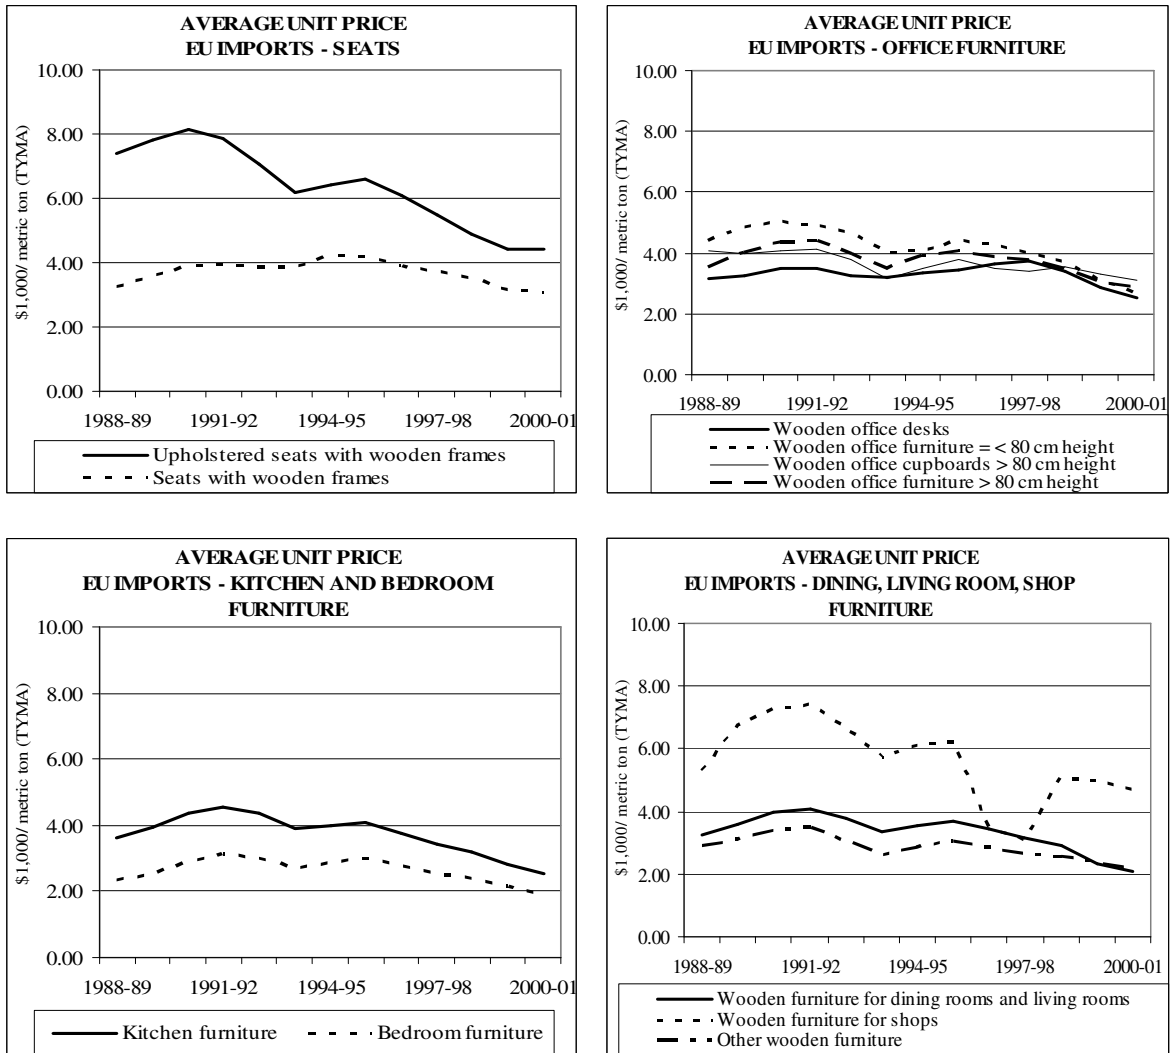 AVERAGE UNIT PRICE
EU IMPORTS - SEATS
$1,000/ metric ton (TYMA)
10.00
8.00
6.00
4.00
2.00
0.00
1988-89 1991-92 1994-95 1997-98 2000-01
Upholstered seats with wooden frames
Seats with wooden frames
AVERAGE UNIT PRICE
EU IMPORTS - OFFICE FURNITURE
$1,000/ metric ton (TYMA)
10.00
8.00
6.00
4.00
2.00
0.00
1988-89 1991-92 1994-95 1997-98 2000-01
Wooden office desks
Wooden office furniture = < 80 cm height
Wooden office cupboards > 80 cm height
Wooden office furniture > 80 cm height
AVERAGE UNIT PRICE
EU IMPORTS - KITCHEN AND BEDROOM
FURNITURE
$1,000/ metric ton (TYMA)
10.00
8.00
6.00
4.00
2.00
0.00
1988-89 1991-92 1994-95 1997-98 2000-01
Kitchen furniture Bedroom furniture
AVERAGE UNIT PRICE
EU IMPORTS - DINING, LIVING ROOM, SHOP
FURNITURE
$1,000/ metric ton (TYMA)
10.00
8.00
6.00
4.00
2.00
0.00
1988-89 1991-92 1994-95 1997-98 2000-01
Wooden furniture for dining rooms and living rooms
Wooden furniture for shops
Other wooden furniture